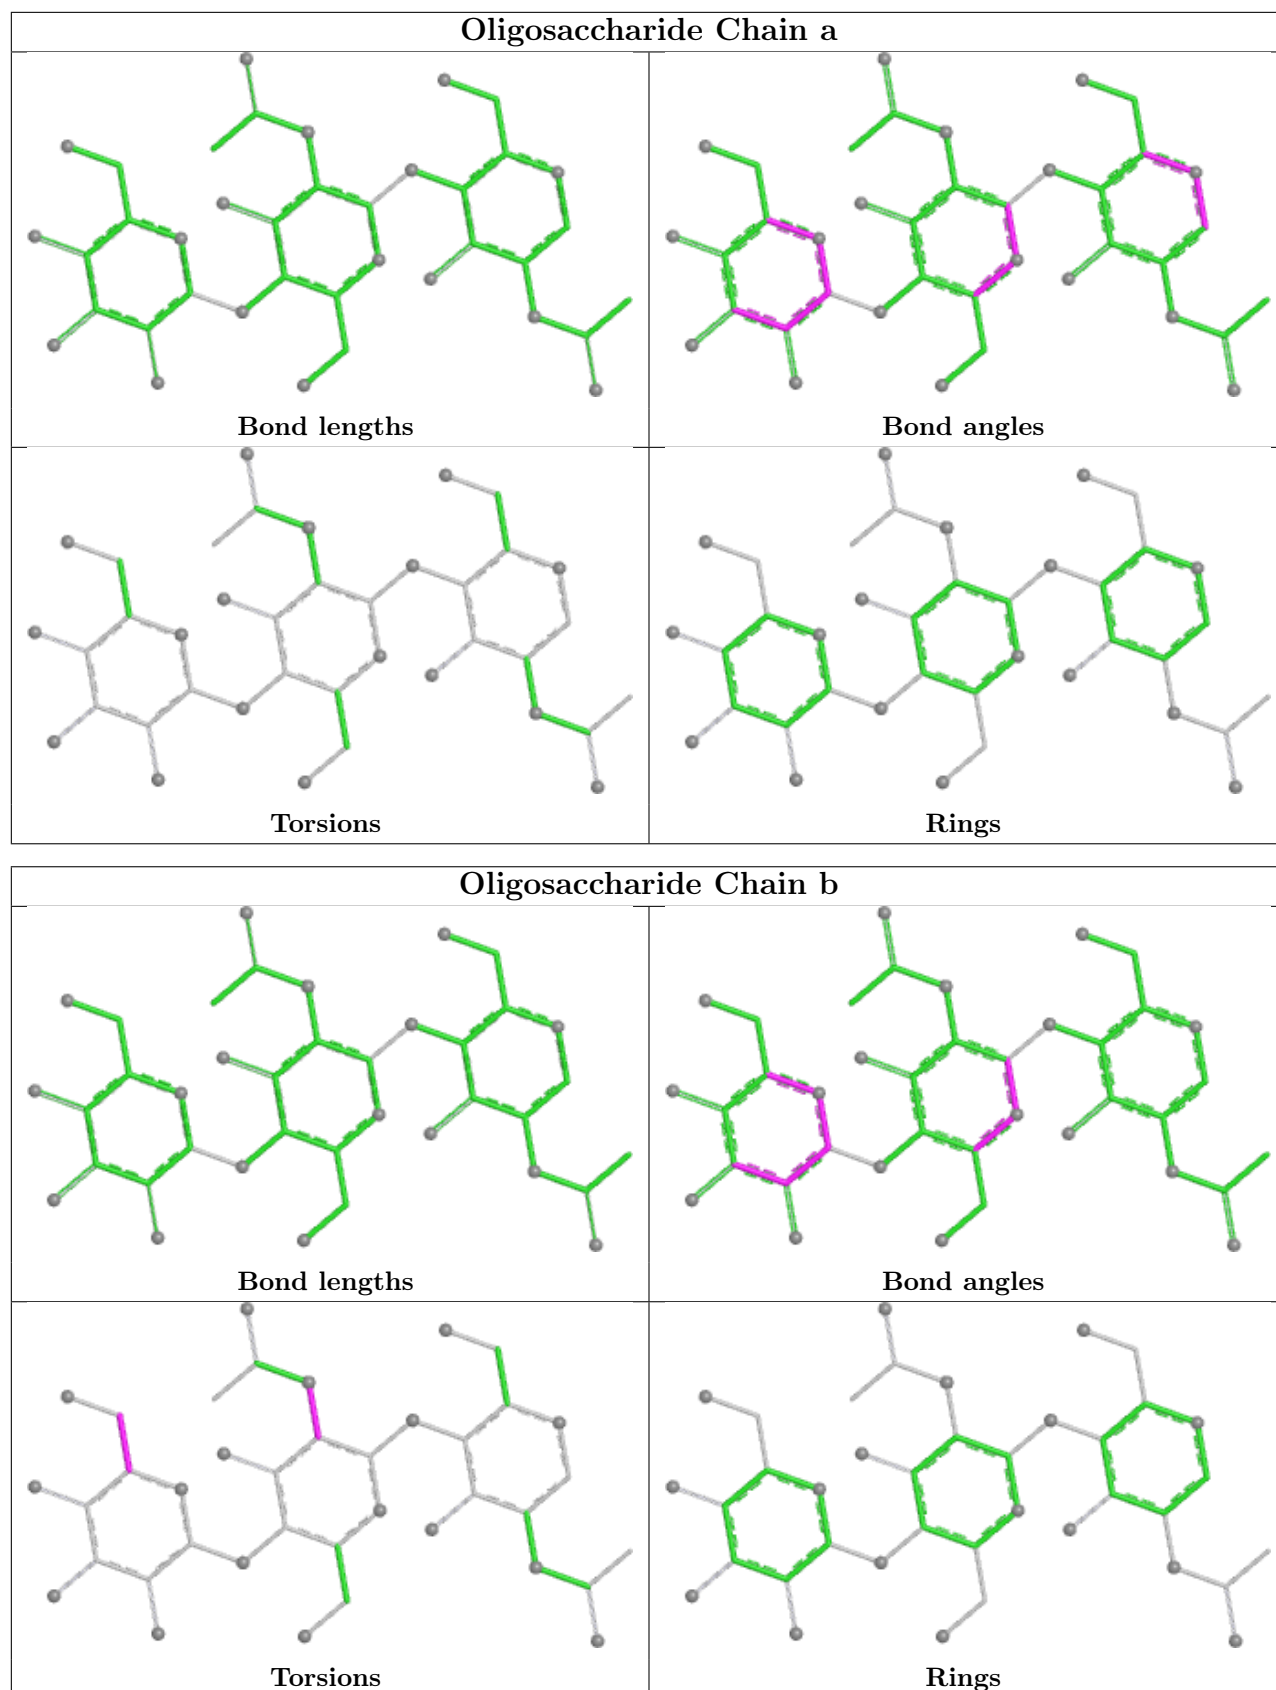 Oligosaccharide Chain a
Bond lengths
Bond angles
Torsions
Rings
Oligosaccharide Chain b
Bond lengths
Bond angles
Torsions
Rings